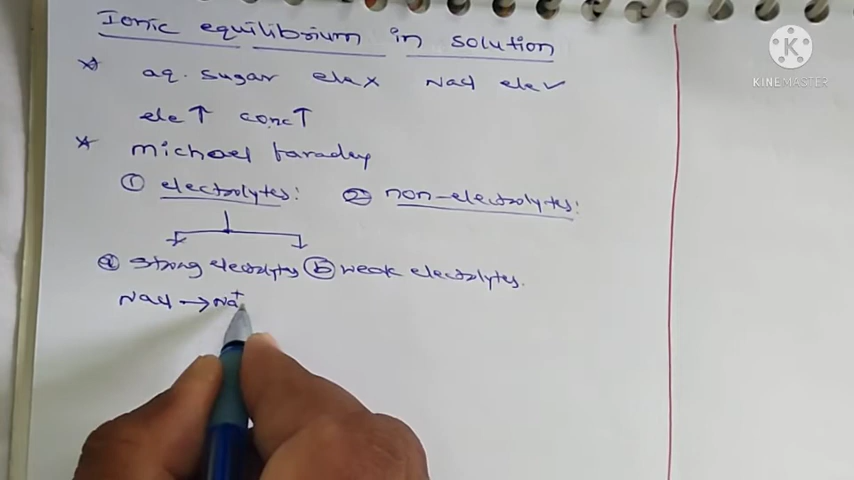 Ionic equilibrium in solution
KINEMASTER
* aq. sugar ele x NaCl ele ✓
ele ↑ conc ↑
* michael faraday
① electrolytes: ② non-electrolytes:
ⓐ strong electrolytes ⓑ weak electrolytes.
NaCl → Na+